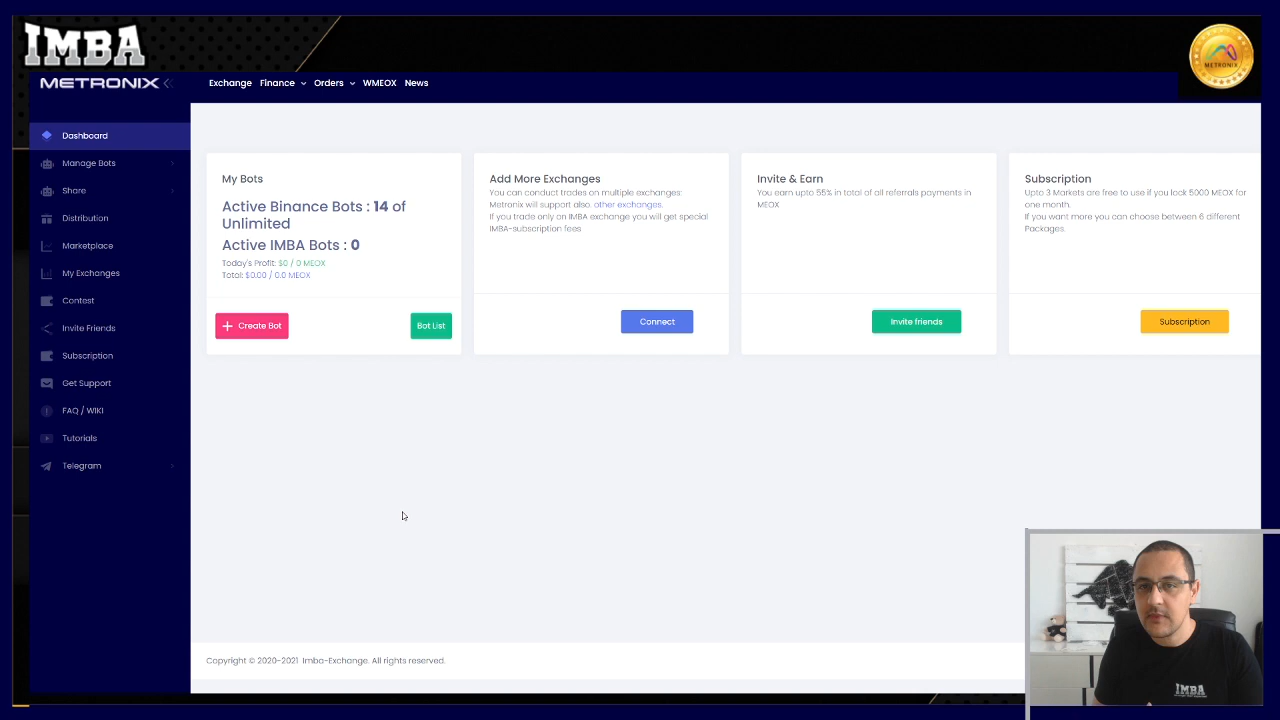 IMBA
METRONIX
METRONIX
Exchange Finance Orders WMEOX News
Dashboard
Manage Bots
Share
Distribution
Marketplace
My Exchanges
Contest
Invite Friends
Subscription
Get Support
FAQ / WIKI
Tutorials
Telegram
My Bots
Active Binance Bots : 14 of
Unlimited
Active IMBA Bots : 0
Today's Profit: $0 / 0 MEOX
Total: $0.00 / 0.0 MEOX
Create Bot
Bot List
Add More Exchanges
You can conduct trades on multiple exchanges:
Metronix will support also, other exchanges.
If you trade only on IMBA exchange you will get special
IMBA-subscription fees
Connect
Invite & Earn
You earn upto 55% in total of all referrals payments in
MEOX
Invite friends
Subscription
Upto 3 Markets are free to use if you lock 5000 MEOX for
one month.
If you want more you can choose between 6 different
Packages.
Subscription
Copyright © 2020-2021 Imba-Exchange. All rights reserved.
IMBA